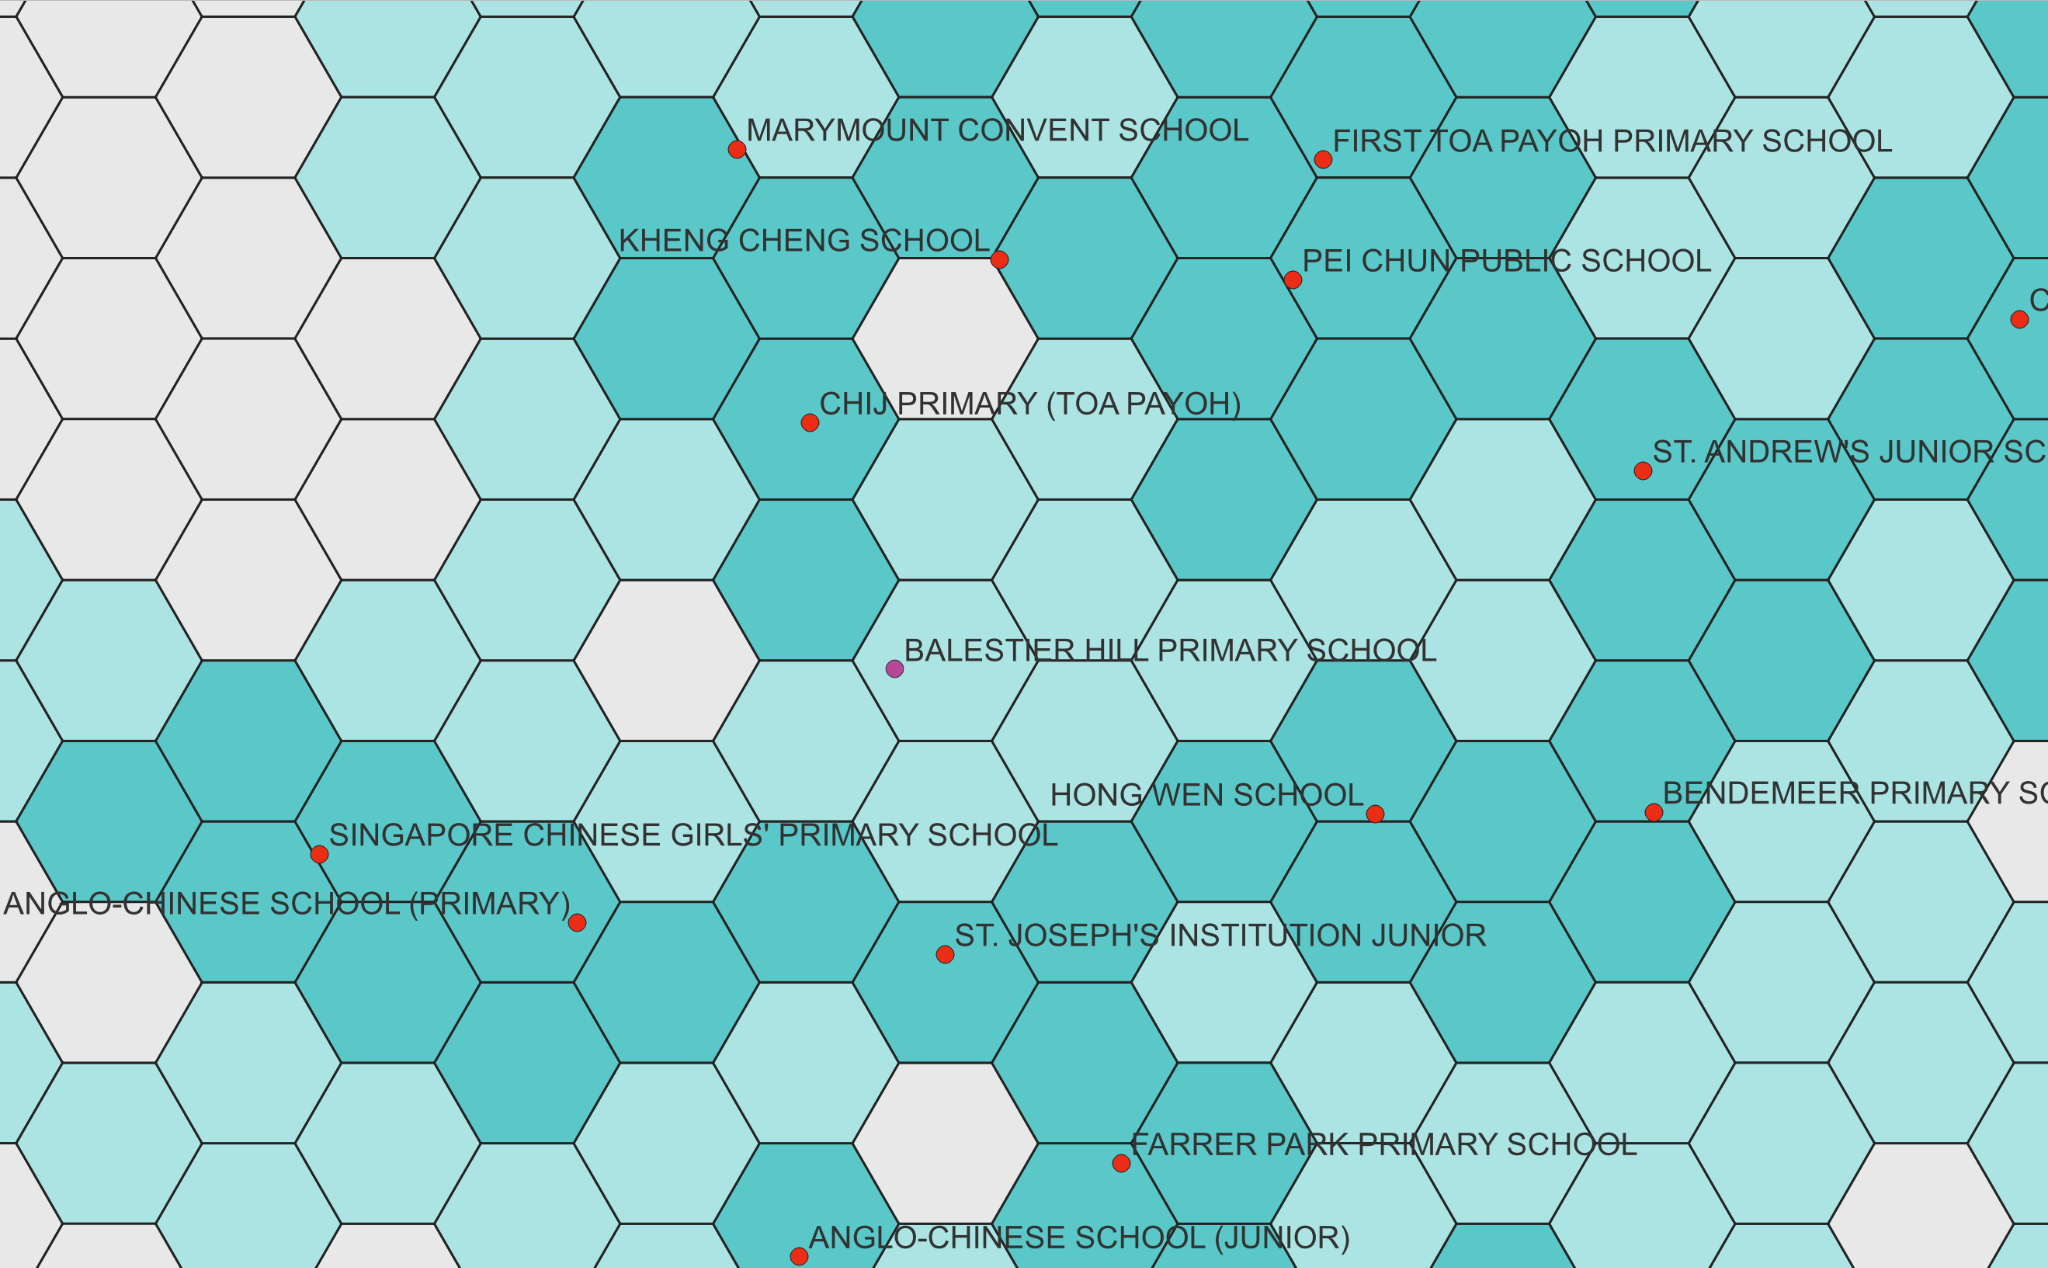 MARYMOUNT CONVENT SCHOOL
FIRST TOA PAYOH PRIMARY SCHOOL
KHENG CHENG SCHOOL
PEI CHUN PUBLIC SCHOOL
C
CHIJ PRIMARY (TOA PAYOH)
ST. ANDREW'S JUNIOR SC
BALESTIER HILL PRIMARY SCHOOL
HONG WEN SCHOOL
BENDEMEER PRIMARY SC
SINGAPORE CHINESE GIRLS' PRIMARY SCHOOL
ANGLO-CHINESE SCHOOL (PRIMARY)
ST. JOSEPH'S INSTITUTION JUNIOR
FARRER PARK PRIMARY SCHOOL
ANGLO-CHINESE SCHOOL (JUNIOR)